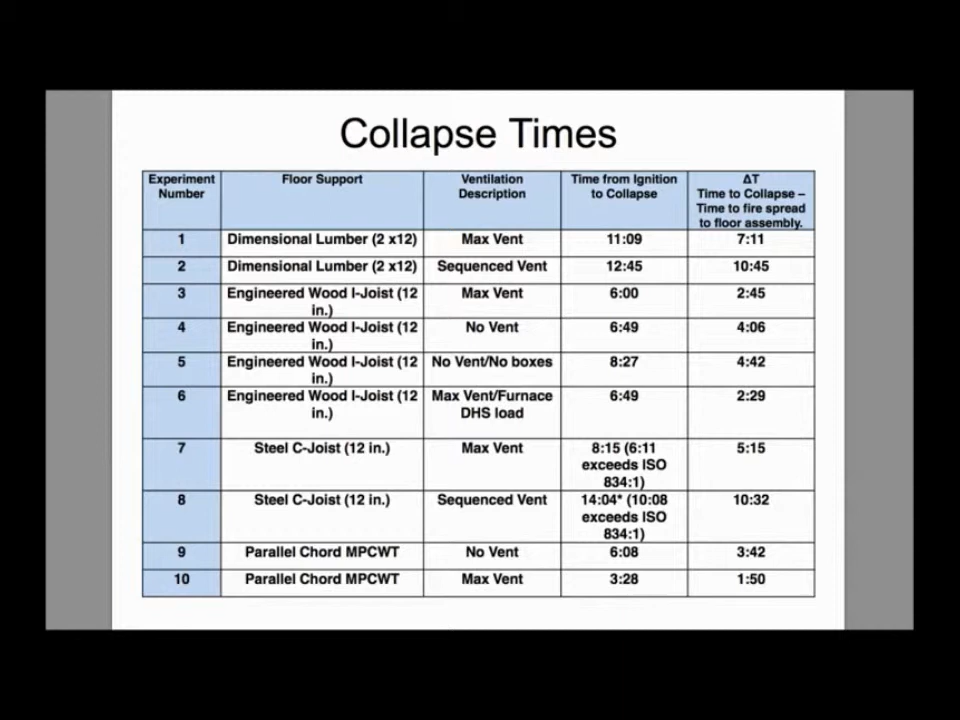 Collapse Times
Experiment Number | Floor Support | Ventilation Description | Time from Ignition to Collapse | ΔT Time to Collapse – Time to fire spread to floor assembly.
1 | Dimensional Lumber (2 x12) | Max Vent | 11:09 | 7:11
2 | Dimensional Lumber (2 x12) | Sequenced Vent | 12:45 | 10:45
3 | Engineered Wood I-Joist (12 in.) | Max Vent | 6:00 | 2:45
4 | Engineered Wood I-Joist (12 in.) | No Vent | 6:49 | 4:06
5 | Engineered Wood I-Joist (12 in.) | No Vent/No boxes | 8:27 | 4:42
6 | Engineered Wood I-Joist (12 in.) | Max Vent/Furnace DHS load | 6:49 | 2:29
7 | Steel C-Joist (12 in.) | Max Vent | 8:15 (6:11 exceeds ISO 834:1) | 5:15
8 | Steel C-Joist (12 in.) | Sequenced Vent | 14:04* (10:08 exceeds ISO 834:1) | 10:32
9 | Parallel Chord MPCWT | No Vent | 6:08 | 3:42
10 | Parallel Chord MPCWT | Max Vent | 3:28 | 1:50